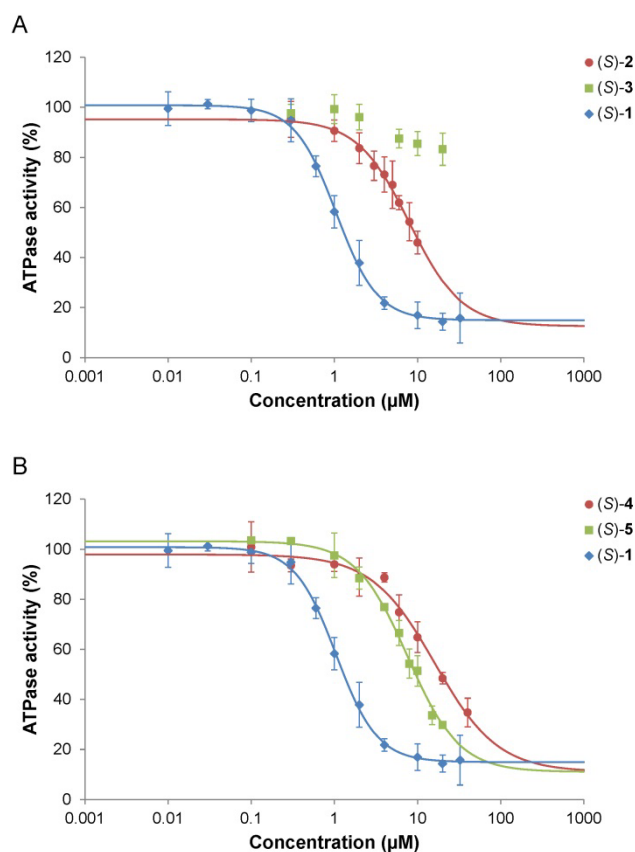 A
120
100
80
60
40
20
0
ATPase activity (%)
0.001 0.01 0.1 1 10 100 1000
Concentration (µM)
(S)-2
(S)-3
(S)-1
B
120
100
80
60
40
20
0
ATPase activity (%)
0.001 0.01 0.1 1 10 100 1000
Concentration (µM)
(S)-4
(S)-5
(S)-1